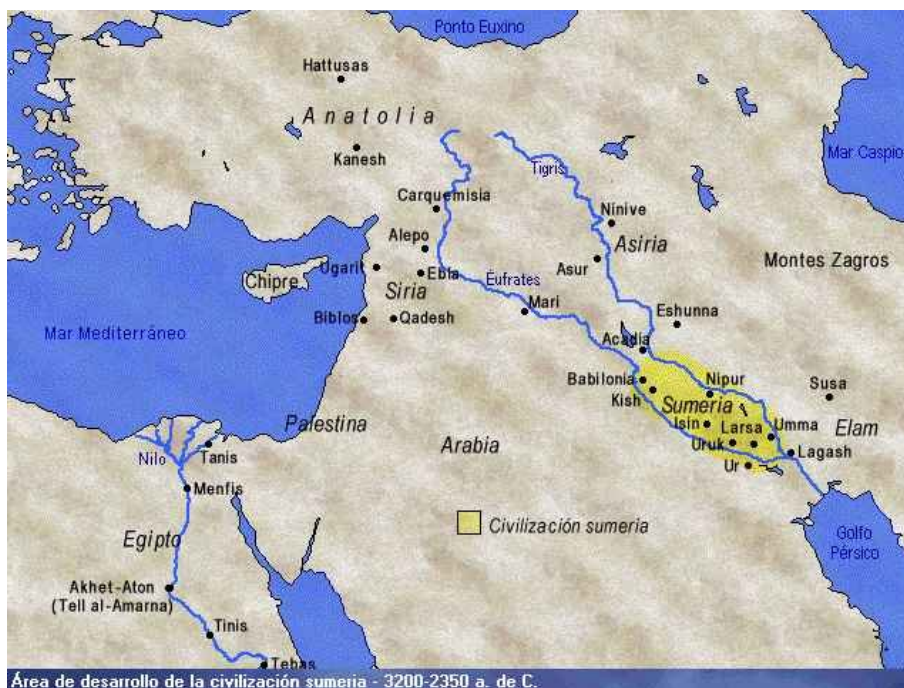 Ponto Euxino
Hattusas
Anatolia
Kanesh
Tigris
Mar Caspio
Carquemisia
Ninive
Alepo
Asiria
Ugarit
Ebla
Asur
Montes Zagros
Chipre
Siria
Éufrates
Mari
Mar Mediterráneo
Biblos
Qadesh
Eshunna
Acadia
Babilonia
Nipur
Susa
Kish
Sumeria
Palestina
Isin
Larsa
Umma
Elam
Nilo
Tanis
Arabia
Uruk
Lagash
Ur
Menfis
Civilización sumeria
Egipto
Golfo
Pérsico
Akhet-Aton
(Tell al-Amarna)
Tinis
Tebas
Área de desarrollo de la civilización sumeria - 3200-2350 a. de C.